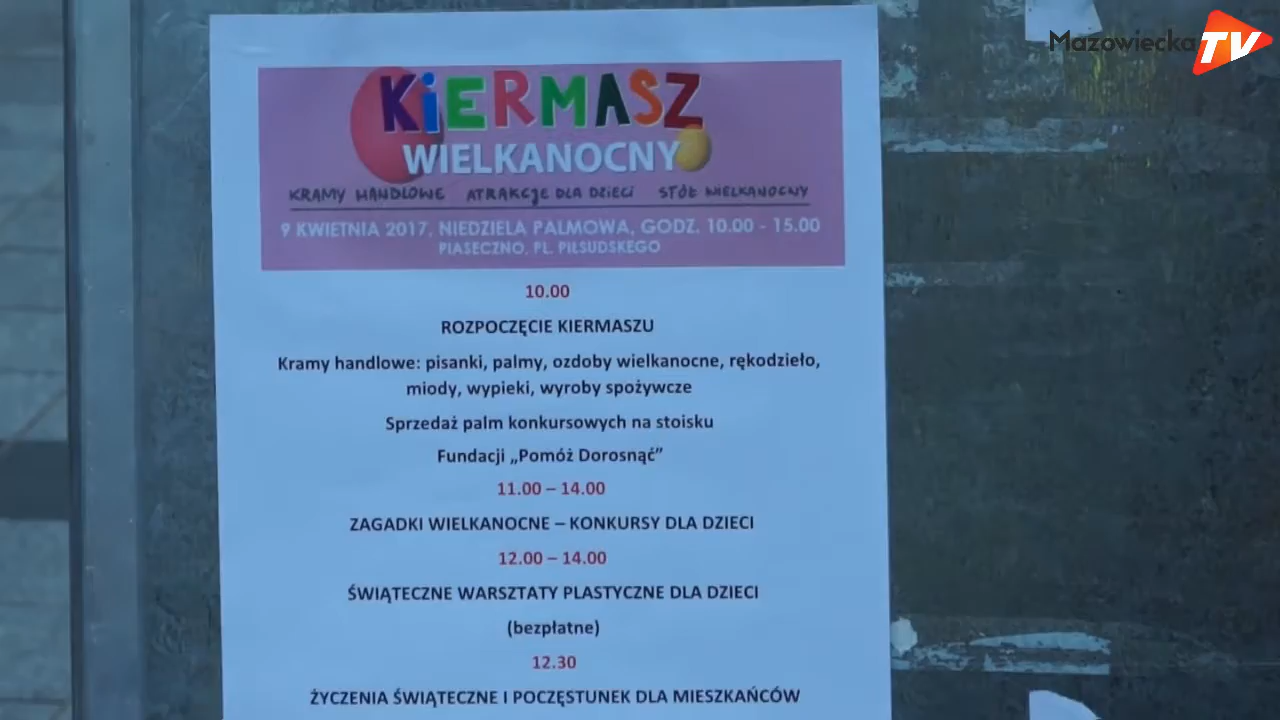 Mazowiecka TV
KiERMASZ
WIELKANOCNY
KRAMY HANDLOWE ATRAKCJE DLA DZIECI STÓŁ WIELKANOCNY
9 KWIETNIA 2017, NIEDZIELA PALMOWA, GODZ. 10.00 - 15.00
PIASECZNO, PL. PIŁSUDSKEGO
10.00
ROZPOCZĘCIE KIERMASZU
Kramy handlowe: pisanki, palmy, ozdoby wielkanocne, rękodzieło,
miody, wypieki, wyroby spożywcze
Sprzedaż palm konkursowych na stoisku
Fundacji „Pomóż Dorosnąć”
11.00 – 14.00
ZAGADKI WIELKANOCNE – KONKURSY DLA DZIECI
12.00 – 14.00
ŚWIĄTECZNE WARSZTATY PLASTYCZNE DLA DZIECI
(bezpłatne)
12.30
ŻYCZENIA ŚWIĄTECZNE I POCZĘSTUNEK DLA MIESZKAŃCÓW